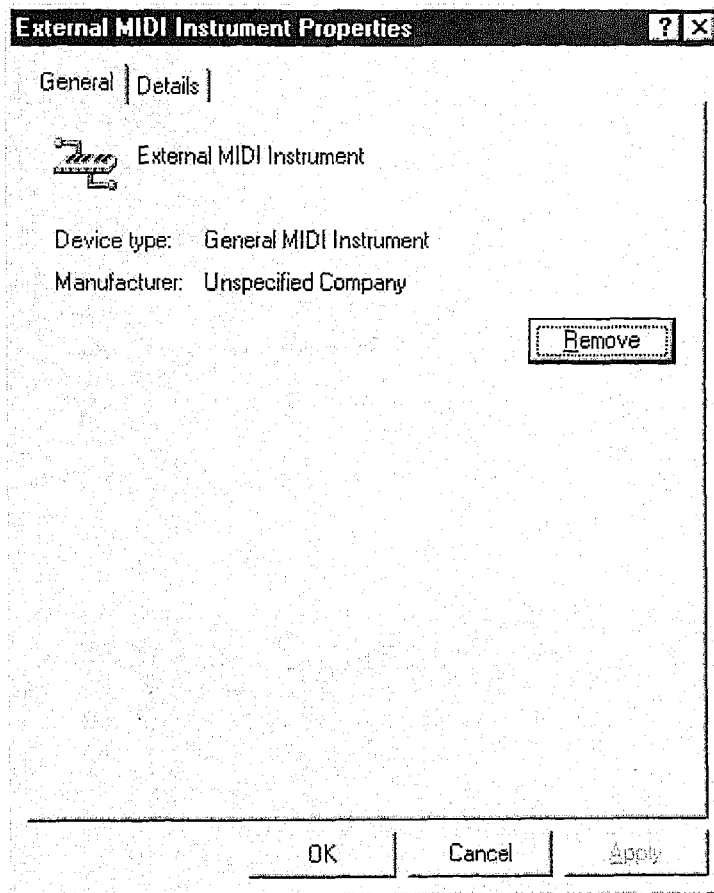 External MIDI Instrument Properties
General Details
External MIDI Instrument
Device type: General MIDI Instrument
Manufacturer: Unspecified Company
Remove
OK Cancel Apply